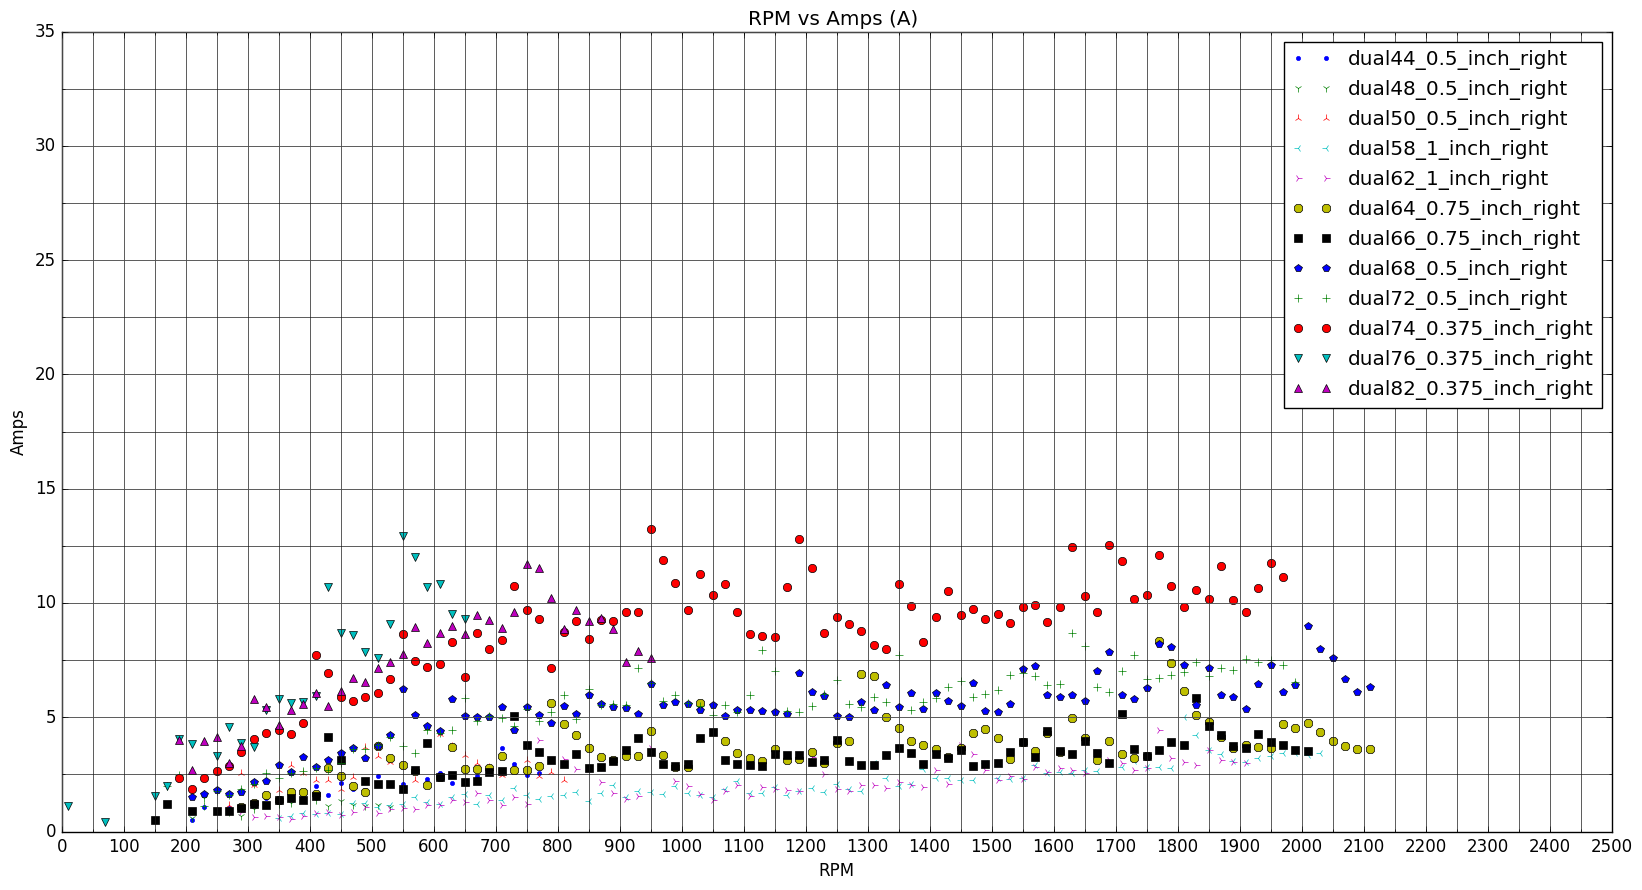 RPM vs Amps (A)
35
30
25
20
15
10
5
0
Amps
dual44_0.5_inch_right
dual48_0.5_inch_right
dual50_0.5_inch_right
dual58_1_inch_right
dual62_1_inch_right
dual64_0.75_inch_right
dual66_0.75_inch_right
dual68_0.5_inch_right
dual72_0.5_inch_right
dual74_0.375_inch_right
dual76_0.375_inch_right
dual82_0.375_inch_right
0 100 200 300 400 500 600 700 800 900 1000 1100 1200 1300 1400 1500 1600 1700 1800 1900 2000 2100 2200 2300 2400 2500
RPM